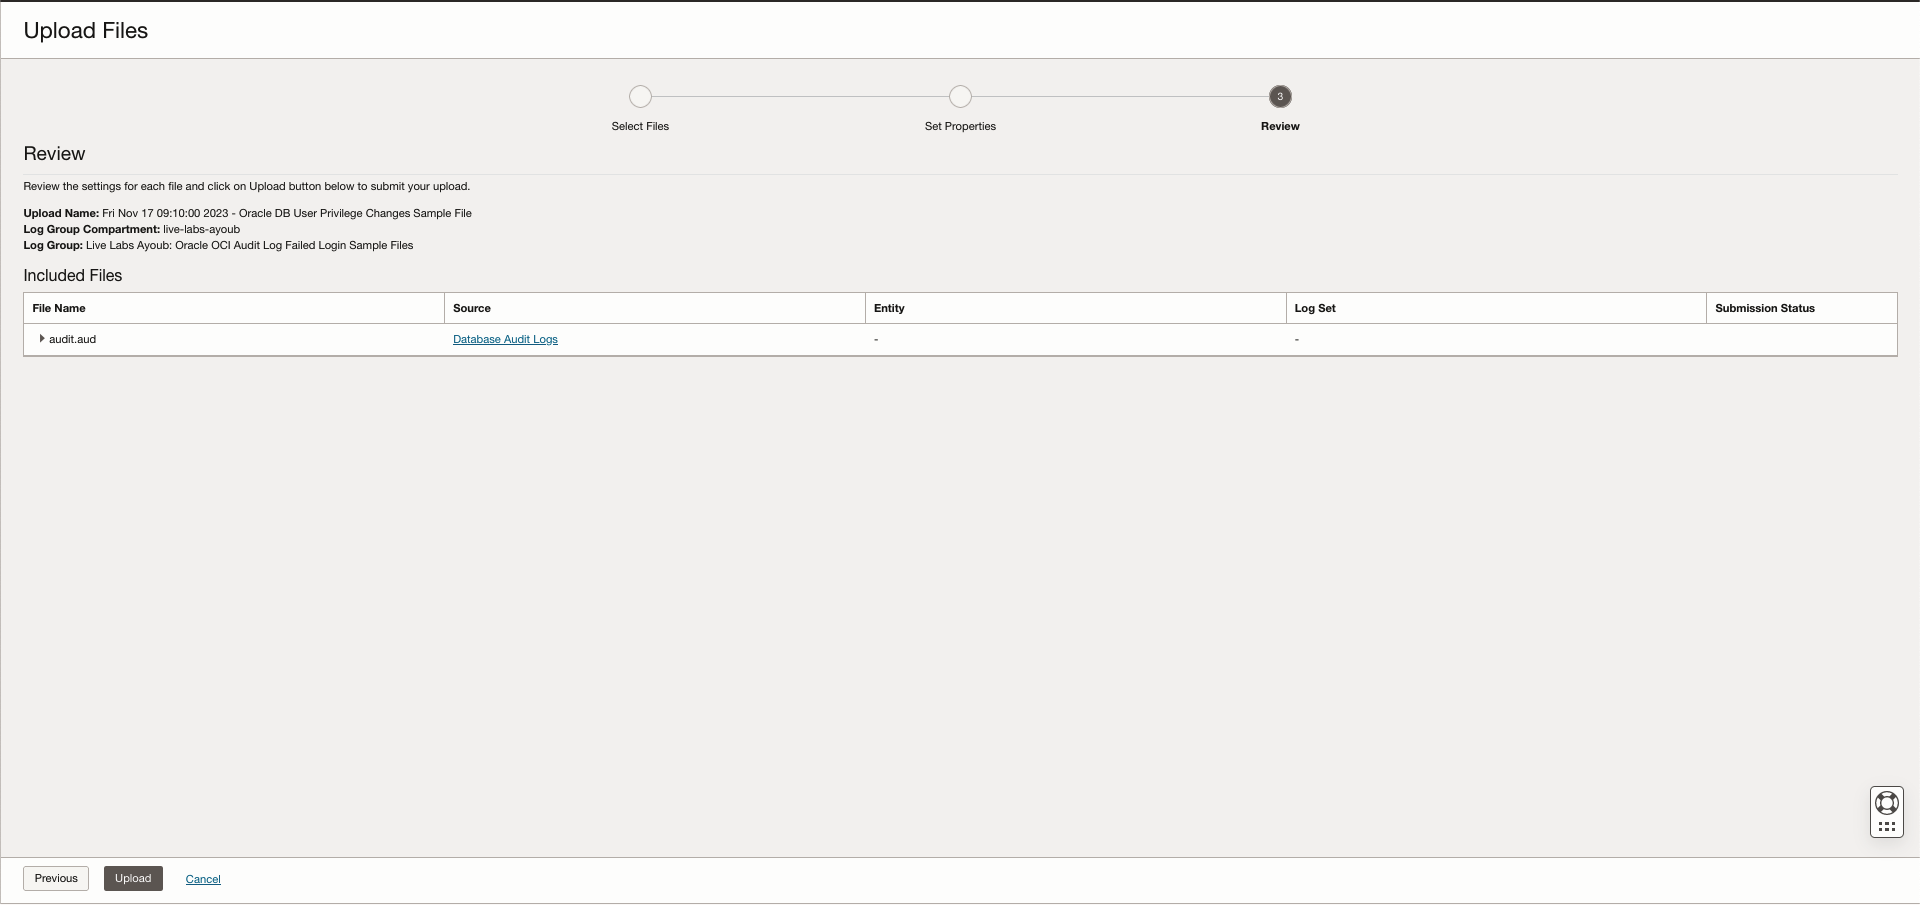 Upload Files
3
Select Files
Set Properties
Review
Review
Review the settings for each file and click on Upload button below to submit your upload.
Upload Name: Fri Nov 17 09:10:00 2023 - Oracle DB User Privilege Changes Sample File
Log Group Compartment: live-labs-ayoub
Log Group: Live Labs Ayoub: Oracle OCI Audit Log Failed Login Sample Files
Included Files
File Name Source Entity Log Set Submission Status
audit.aud Database Audit Logs - -
Previous Upload Cancel